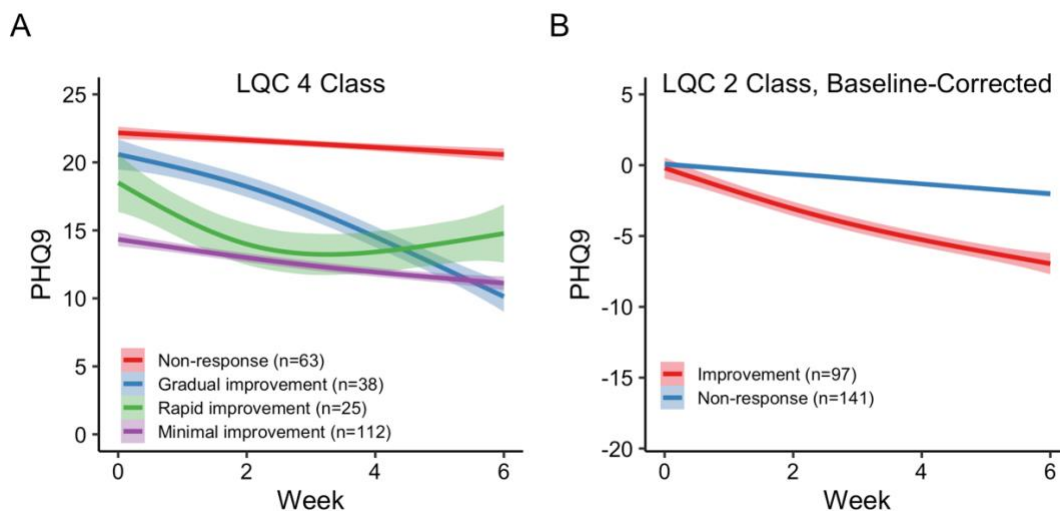 A
LQC 4 Class
25
20
15
10
5
0
PHQ9
Non-response (n=63)
Gradual improvement (n=38)
Rapid improvement (n=25)
Minimal improvement (n=112)
0 2 4 6
Week
B
LQC 2 Class, Baseline-Corrected
5
0
-5
-10
-15
-20
PHQ9
Improvement (n=97)
Non-response (n=141)
0 2 4 6
Week